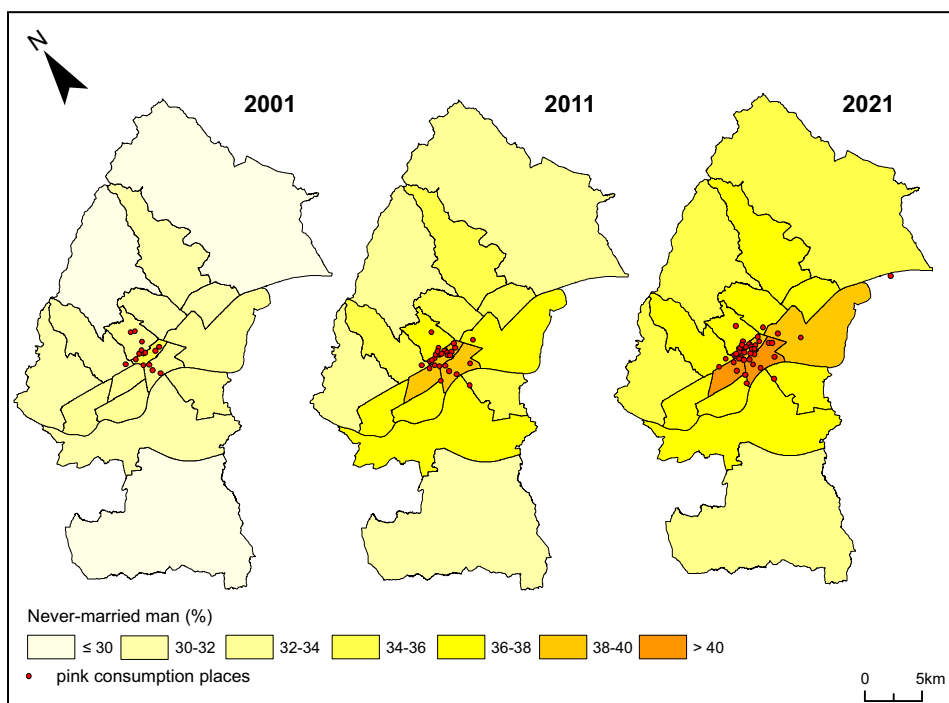 N
2001
2011
2021
Never-married man (%)
≤ 30
30-32
32-34
34-36
36-38
38-40
> 40
pink consumption places
0 5km